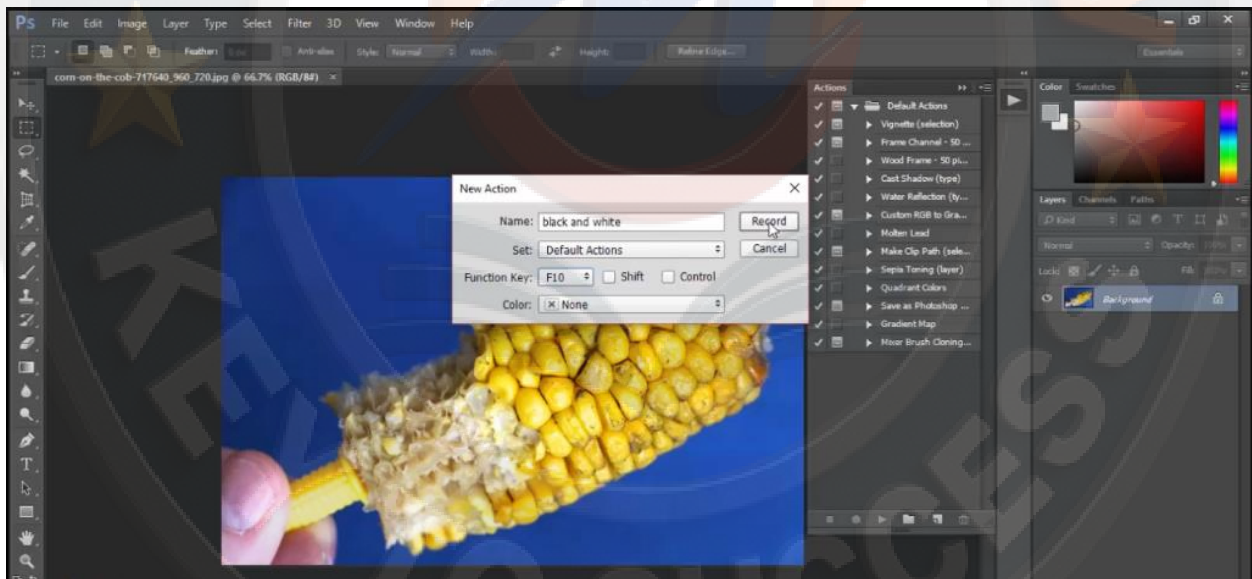 Ps File Edit Image Layer Type Select Filter 3D View Window Help
Feather: Anti-alias Style: Normal Width: Height: Refine Edge... Essentials
corn-on-the-cob-717640_960_720.jpg @ 66.7% (RGB/8#) ×
Actions
Default Actions
Vignette (selection)
Frame Channel - 50 ...
Wood Frame - 50 pi...
Cast Shadow (type)
Water Reflection (ty...
Custom RGB to Gra...
Molten Lead
Make Clip Path (sele...
Sepia Toning (layer)
Quadrant Colors
Save as Photoshop ...
Gradient Map
Mixer Brush Cloning...
New Action
Name: black and white Record
Set: Default Actions Cancel
Function Key: F10 Shift Control
Color: None
Color Swatches
Layers Channels Paths
Kind
Normal Opacity:
Lock: Fill:
Background
KEY
SUCCESS